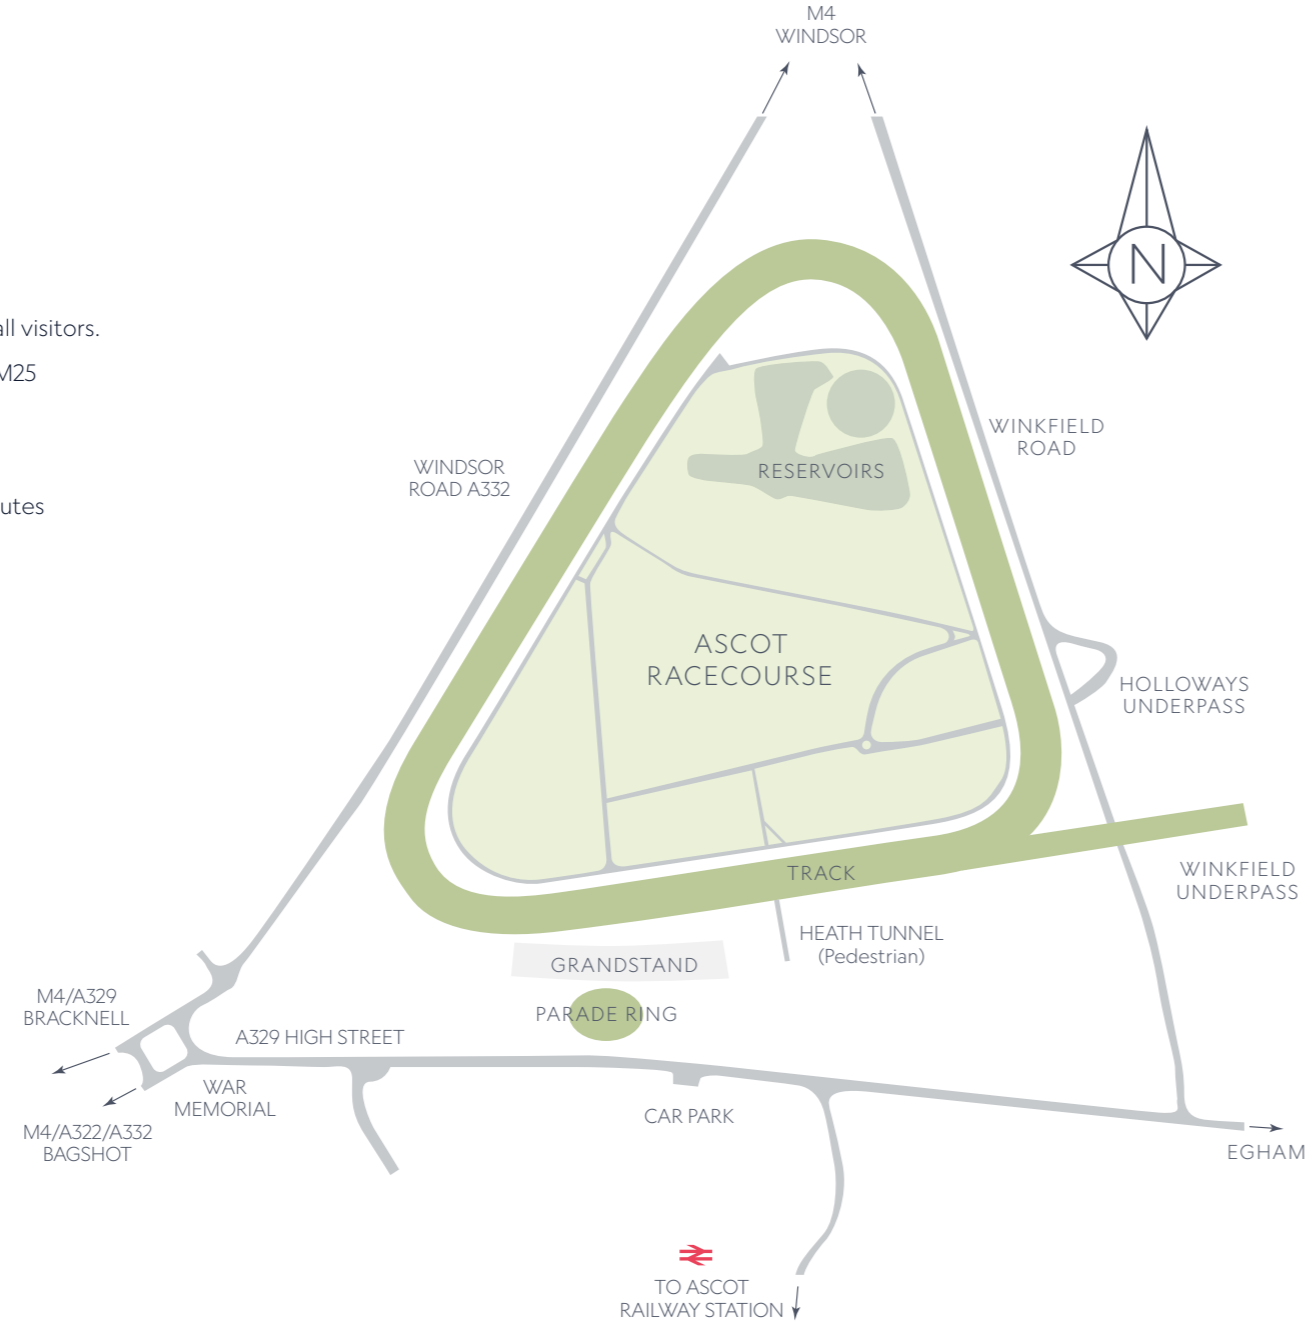 M4
WINDSOR
N
all visitors.
M25
WINKFIELD
ROAD
WINDSOR
ROAD A332
RESERVOIRS
utes
ASCOT
RACECOURSE
HOLLOWAYS
UNDERPASS
TRACK
WINKFIELD
UNDERPASS
HEATH TUNNEL
(Pedestrian)
GRANDSTAND
M4/A329
BRACKNELL
PARADE RING
A329 HIGH STREET
WAR
MEMORIAL
CAR PARK
M4/A322/A332
BAGSHOT
EGHAM
TO ASCOT
RAILWAY STATION